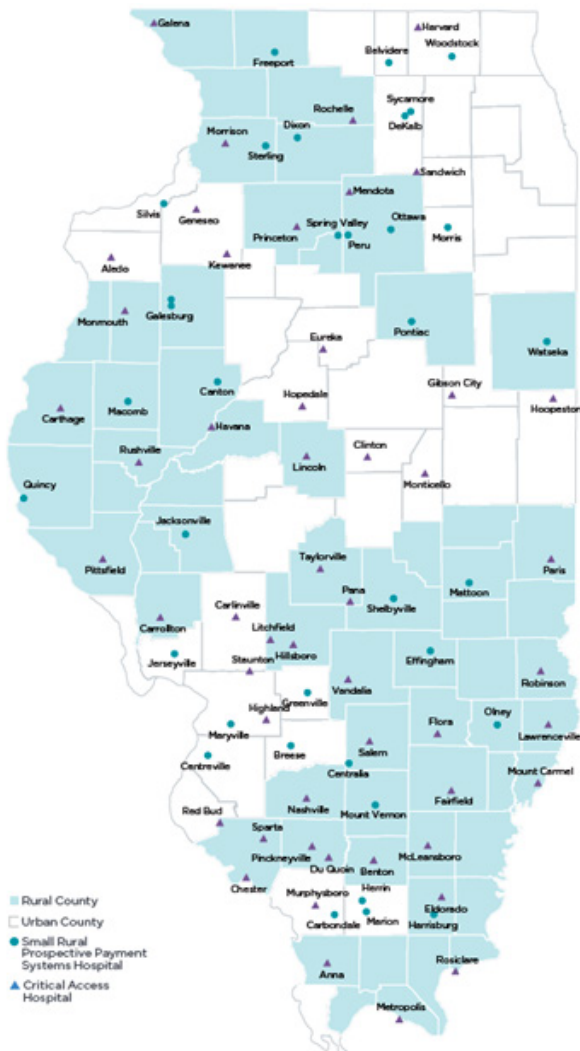 Galena
Harvard
Freeport
Belvidere
Woodstock
Rochelle
Sycamore
DeKalb
Morrison
Dixon
Sterling
Sandwich
Mendota
Silvis
Geneseo
Princeton
Spring Valley
Peru
Ottawa
Morris
Aledo
Kewanee
Monmouth
Galesburg
Eureka
Pontiac
Watseka
Carthage
Macomb
Canton
Hopedale
Gibson City
Hoopeston
Havana
Rushville
Lincoln
Clinton
Monticello
Quincy
Jacksonville
Pittsfield
Taylorville
Pana
Shelbyville
Mattoon
Paris
Carrollton
Carlinville
Litchfield
Hillsboro
Jerseyville
Staunton
Effingham
Vandalia
Robinson
Greenville
Highland
Maryville
Flora
Olney
Lawrenceville
Salem
Breese
Centreville
Centralia
Mount Carmel
Nashville
Mount Vernon
Fairfield
Red Bud
Sparta
Pinckneyville
Du Quoin
Benton
McLeansboro
Chester
Murphysboro
Herrin
Carbondale
Marion
Eldorado
Harrisburg
Anna
Rosiclare
Metropolis
Rural County
Urban County
Small Rural
Prospective Payment
Systems Hospital
Critical Access
Hospital